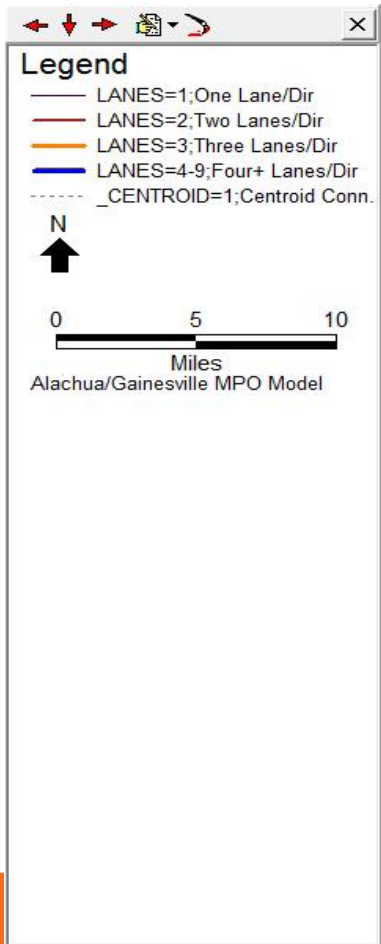 Legend
LANES=1;One Lane/Dir
LANES=2;Two Lanes/Dir
LANES=3;Three Lanes/Dir
LANES=4-9;Four+ Lanes/Dir
_CENTROID=1;Centroid Conn.
N
0 5 10
Miles
Alachua/Gainesville MPO Model